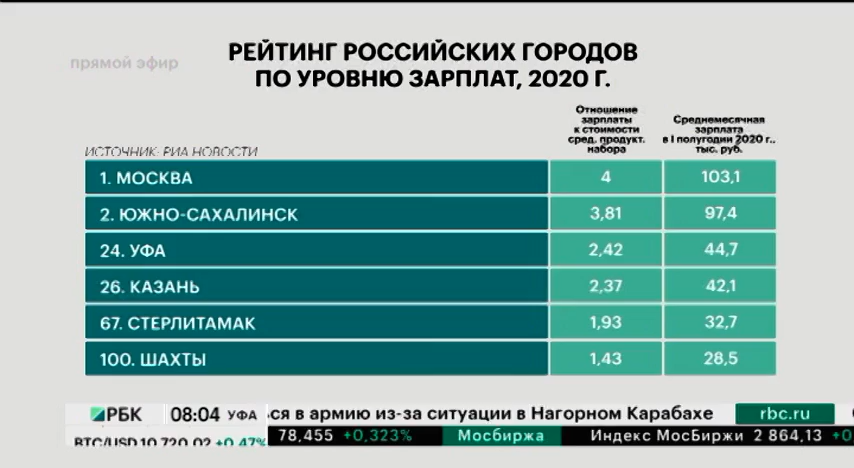 прямой эфир
РЕЙТИНГ РОССИЙСКИХ ГОРОДОВ
ПО УРОВНЮ ЗАРПЛАТ, 2020 Г.
Отношение
зарплаты
к стоимости
сред. продукт.
набора
Среднемесячная
зарплата
в I полугодии 2020 г.,
тыс. руб.
ИСТОЧНИК: РИА НОВОСТИ
1. МОСКВА 4 103,1
2. ЮЖНО-САХАЛИНСК 3,81 97,4
24. УФА 2,42 44,7
26. КАЗАНЬ 2,37 42,1
67. СТЕРЛИТАМАК 1,93 32,7
100. ШАХТЫ 1,43 28,5
РБК 08:04 УФА ься в армию из-за ситуации в Нагорном Карабахе rbc.ru
BTC/USD 10 720,02 +0,47% 78,455 +0,323% Мосбиржа Индекс МосБиржи 2 864,13 +0